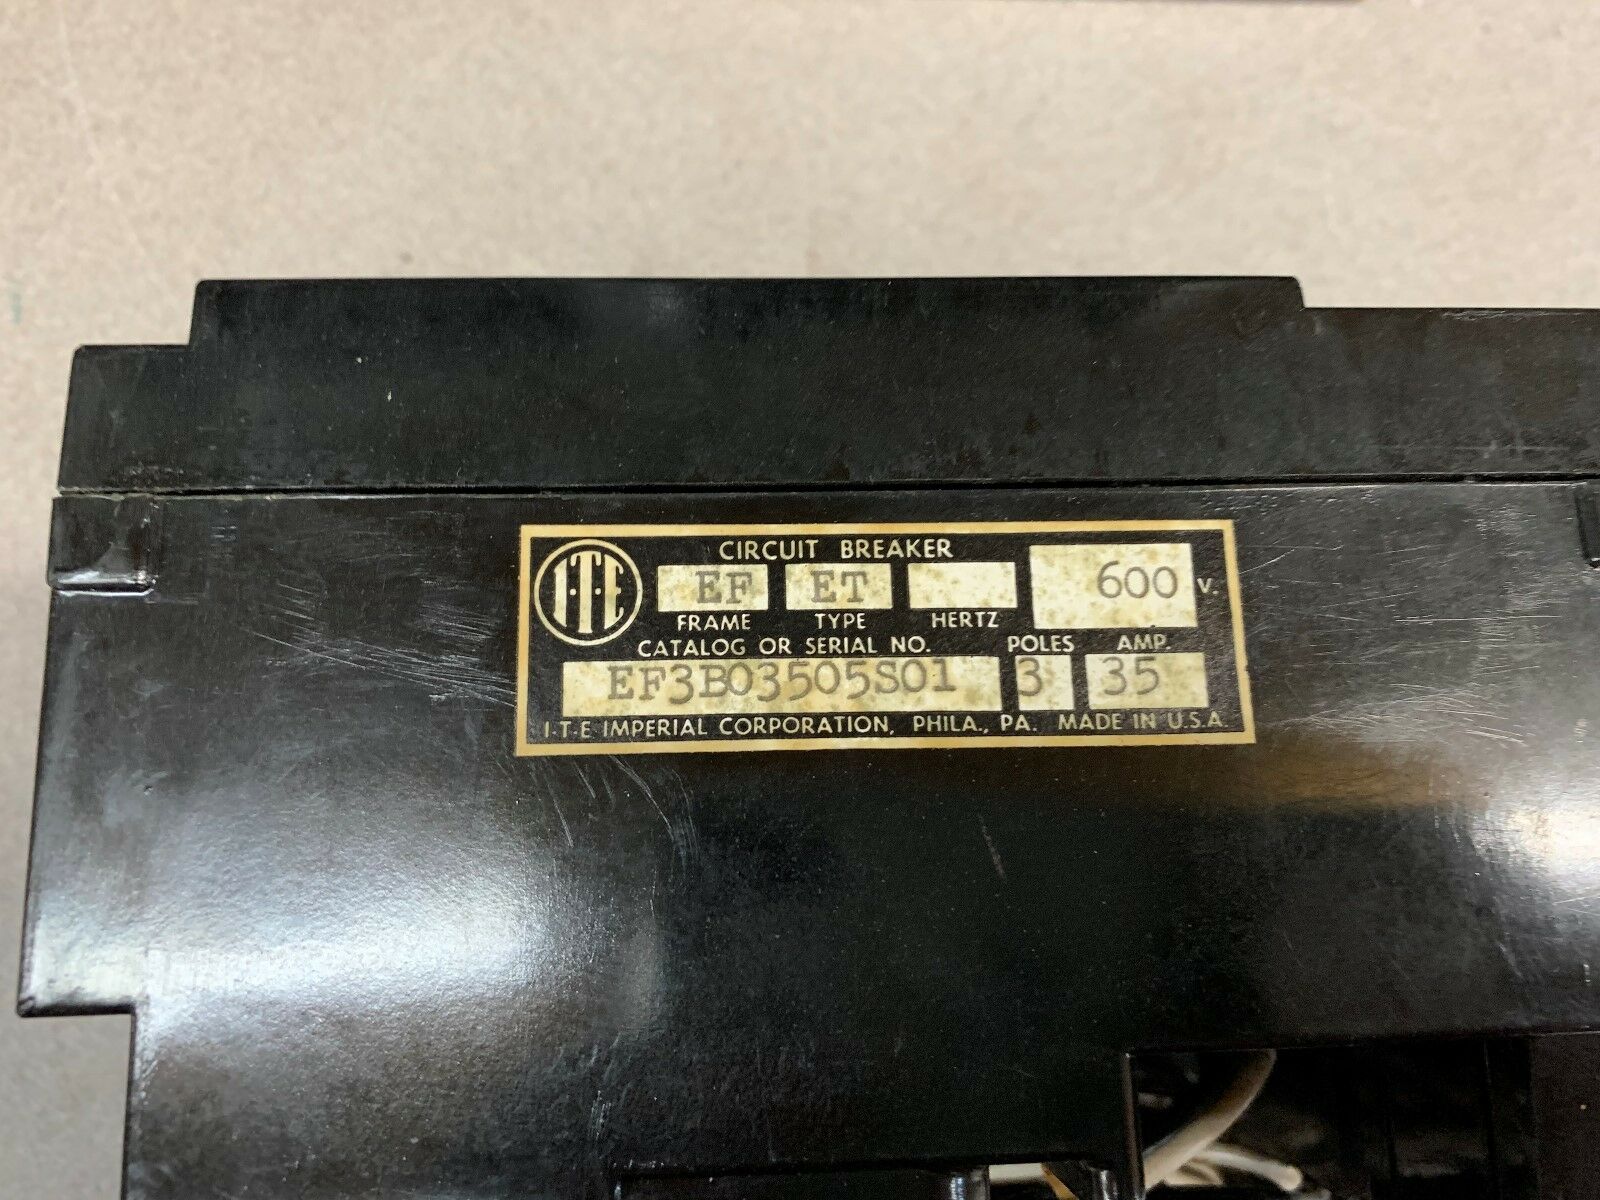 I·T·E
CIRCUIT BREAKER
EF ET 600 V.
FRAME TYPE HERTZ
CATALOG OR SERIAL NO. POLES AMP.
EF3B03505S01 3 35
I·T·E IMPERIAL CORPORATION, PHILA., PA. MADE IN U.S.A.